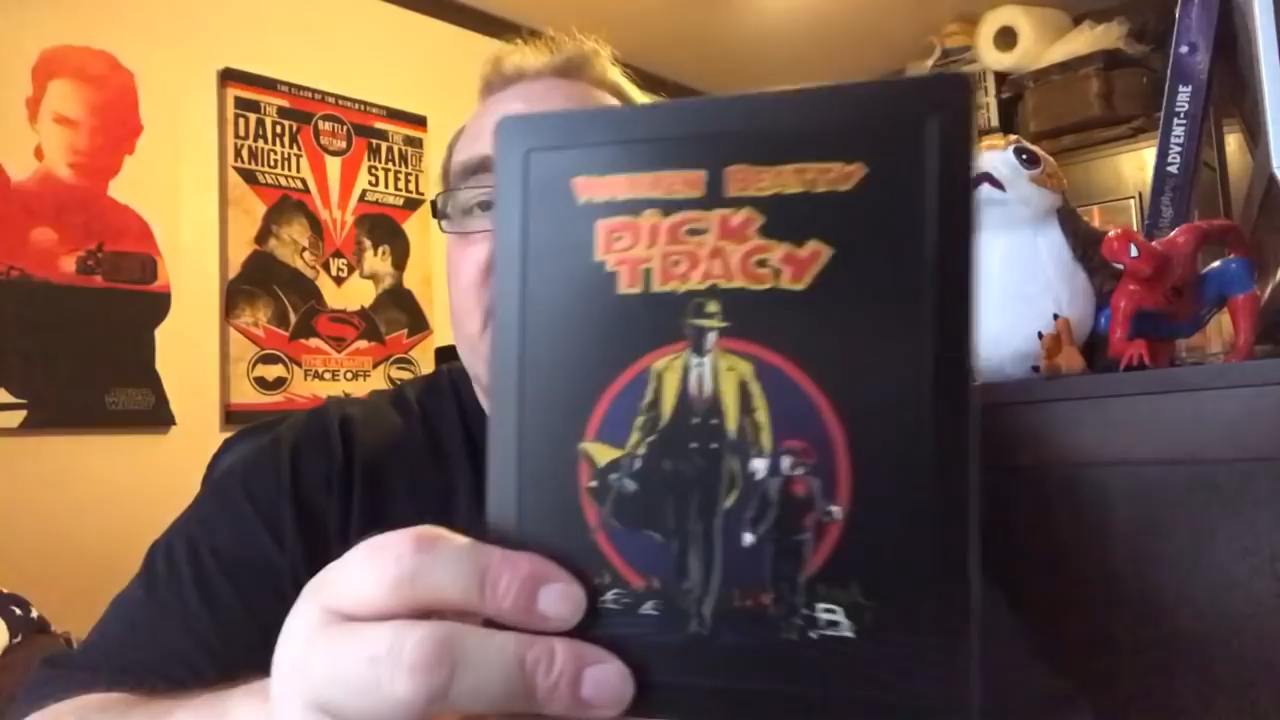 THE CLASH OF THE WORLD'S FINEST
THE
DARK
KNIGHT
BATMAN
BATTLE
GOTHAM
THE
MAN OF
STEEL
SUPERMAN
VS
THE ULTIMATE
FACE OFF
STAR
WARS
WARREN BEATTY
DICK
TRACY
ADVENT-URE